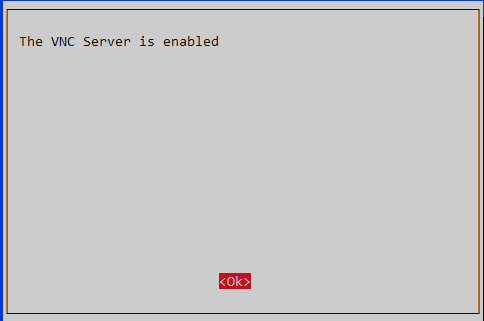 The VNC Server is enabled
<Ok>